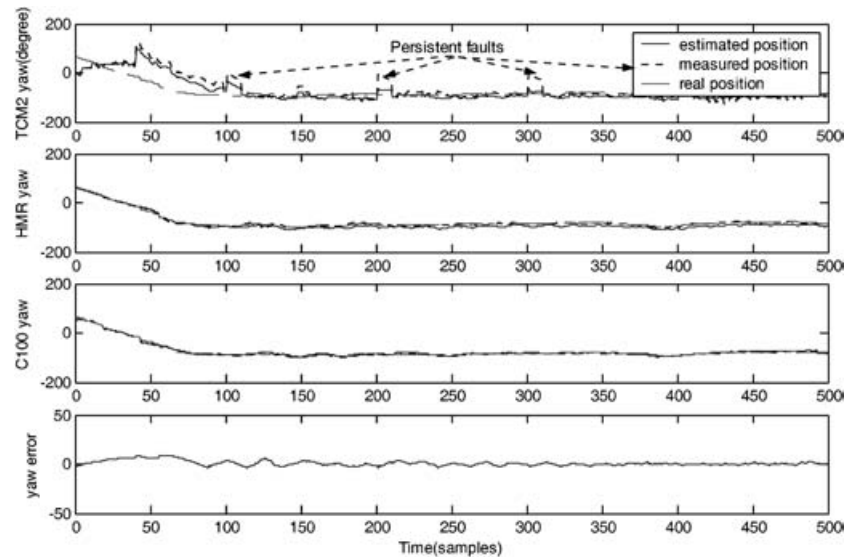 200
0
-200
TCM2 yaw(degree)
Persistent faults
estimated position
measured position
real position
0 50 100 150 200 250 300 350 400 450 500
200
0
-200
HMR yaw
0 50 100 150 200 250 300 350 400 450 500
200
0
-200
C100 yaw
0 50 100 150 200 250 300 350 400 450 500
50
0
-50
yaw error
0 50 100 150 200 250 300 350 400 450 500
Time(samples)